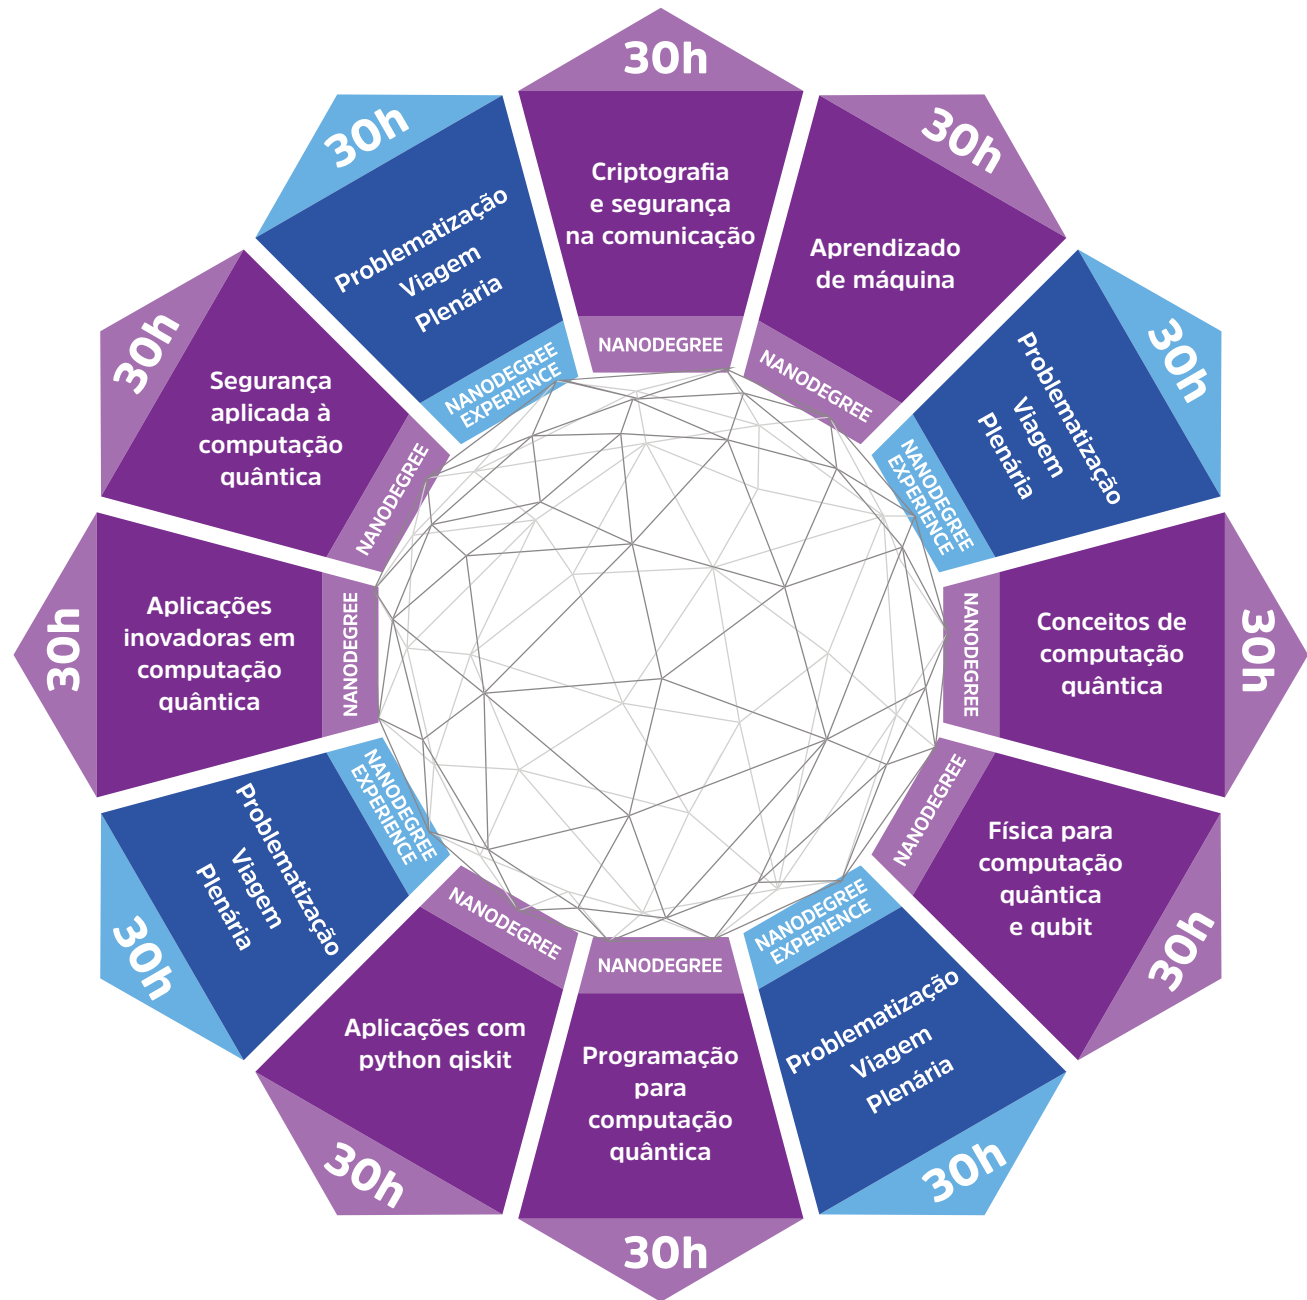 30h
Criptografia
e segurança
na comunicação
NANODEGREE
30h
Aprendizado
de máquina
NANODEGREE
30h
Problematização
Viagem
Plenária
NANODEGREE
EXPERIENCE
30h
Conceitos de
computação
quântica
NANODEGREE
30h
Física para
computação
quântica
e qubit
NANODEGREE
30h
Problematização
Viagem
Plenária
NANODEGREE
EXPERIENCE
30h
Programação
para
computação
quântica
NANODEGREE
30h
Aplicações com
python qiskit
NANODEGREE
30h
Problematização
Viagem
Plenária
NANODEGREE
EXPERIENCE
30h
Aplicações
inovadoras em
computação
quântica
NANODEGREE
30h
Segurança
aplicada à
computação
quântica
NANODEGREE
30h
Problematização
Viagem
Plenária
NANODEGREE
EXPERIENCE